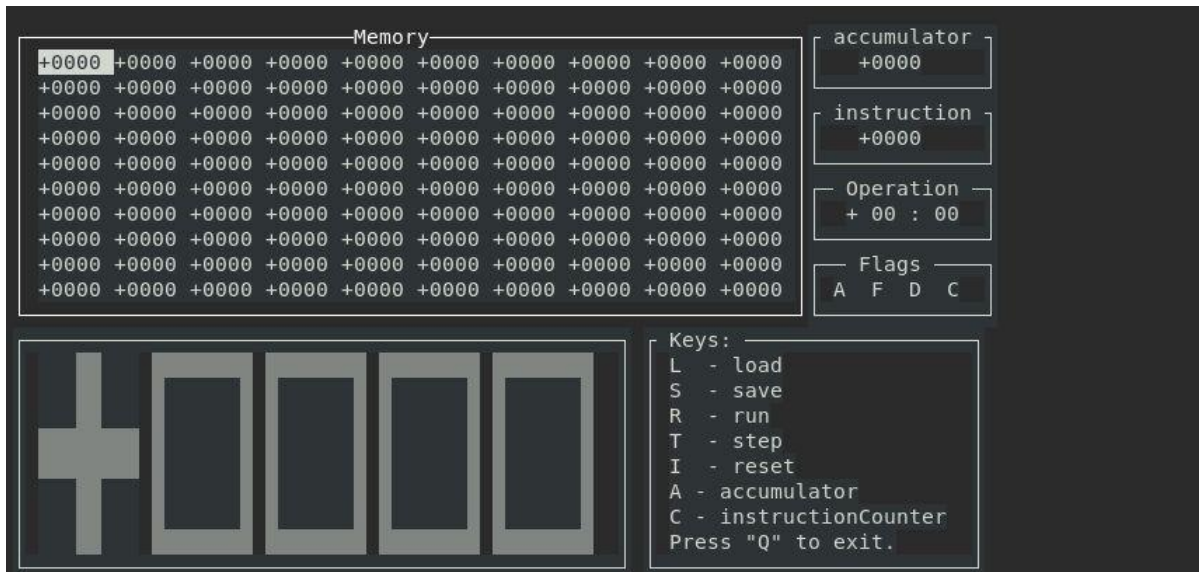 Memory
+0000 +0000 +0000 +0000 +0000 +0000 +0000 +0000 +0000 +0000
+0000 +0000 +0000 +0000 +0000 +0000 +0000 +0000 +0000 +0000
+0000 +0000 +0000 +0000 +0000 +0000 +0000 +0000 +0000 +0000
+0000 +0000 +0000 +0000 +0000 +0000 +0000 +0000 +0000 +0000
+0000 +0000 +0000 +0000 +0000 +0000 +0000 +0000 +0000 +0000
+0000 +0000 +0000 +0000 +0000 +0000 +0000 +0000 +0000 +0000
+0000 +0000 +0000 +0000 +0000 +0000 +0000 +0000 +0000 +0000
+0000 +0000 +0000 +0000 +0000 +0000 +0000 +0000 +0000 +0000
+0000 +0000 +0000 +0000 +0000 +0000 +0000 +0000 +0000 +0000
+0000 +0000 +0000 +0000 +0000 +0000 +0000 +0000 +0000 +0000
accumulator
+0000
instruction
+0000
Operation
+ 00 : 00
Flags
A F D C
+0000
Keys:
L - load
S - save
R - run
T - step
I - reset
A - accumulator
C - instructionCounter
Press "Q" to exit.